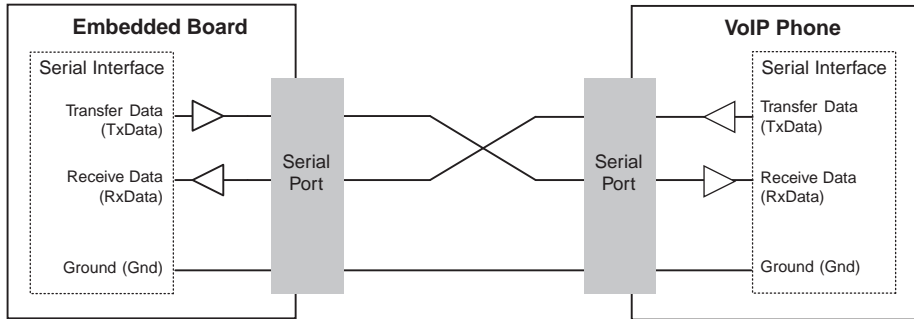 Embedded Board
Serial Interface
Transfer Data
(TxData)
Receive Data
(RxData)
Ground (Gnd)
Serial
Port
Serial
Port
VoIP Phone
Serial Interface
Transfer Data
(TxData)
Receive Data
(RxData)
Ground (Gnd)